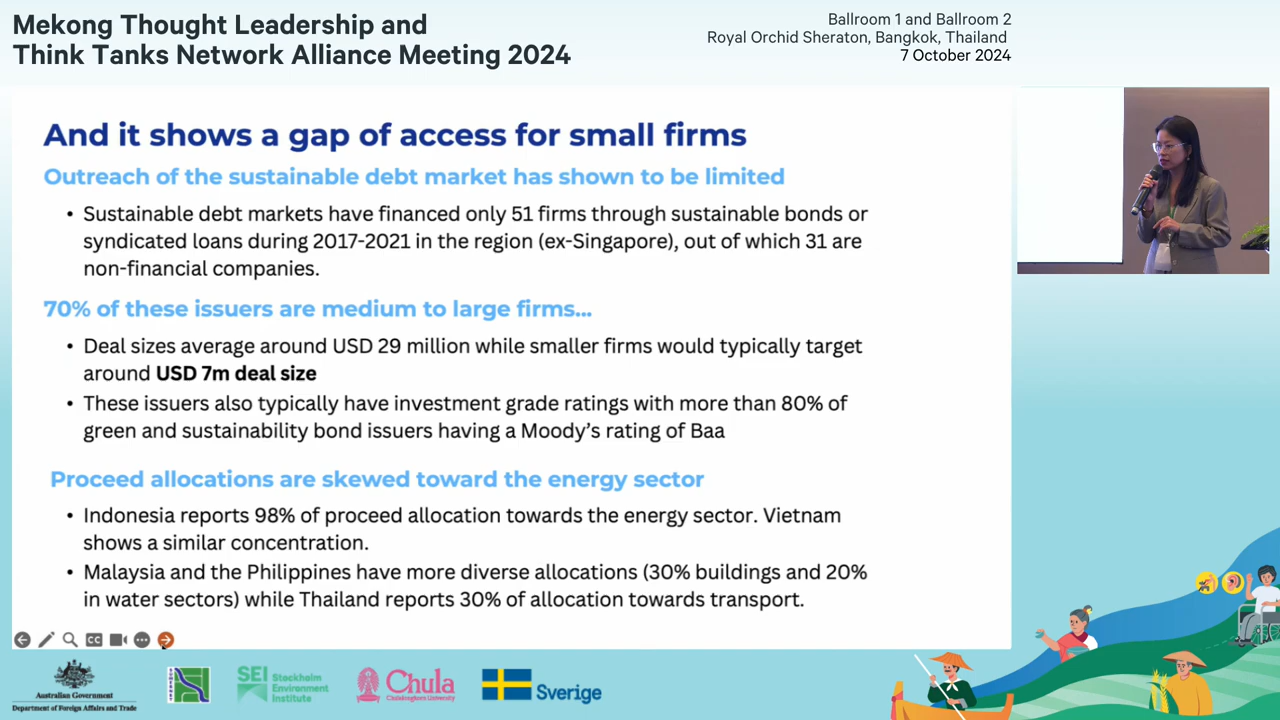 Mekong Thought Leadership and
Think Tanks Network Alliance Meeting 2024
Ballroom 1 and Ballroom 2
Royal Orchid Sheraton, Bangkok, Thailand
7 October 2024
And it shows a gap of access for small firms
Outreach of the sustainable debt market has shown to be limited
• Sustainable debt markets have financed only 51 firms through sustainable bonds or
syndicated loans during 2017-2021 in the region (ex-Singapore), out of which 31 are
non-financial companies.
70% of these issuers are medium to large firms...
• Deal sizes average around USD 29 million while smaller firms would typically target
around USD 7m deal size
• These issuers also typically have investment grade ratings with more than 80% of
green and sustainability bond issuers having a Moody's rating of Baa
Proceed allocations are skewed toward the energy sector
• Indonesia reports 98% of proceed allocation towards the energy sector. Vietnam
shows a similar concentration.
• Malaysia and the Philippines have more diverse allocations (30% buildings and 20%
in water sectors) while Thailand reports 30% of allocation towards transport.
CC
Australian Government
Department of Foreign Affairs and Trade
SEI Stockholm
Environment
Institute
Chula
Chulalongkorn University
Sverige